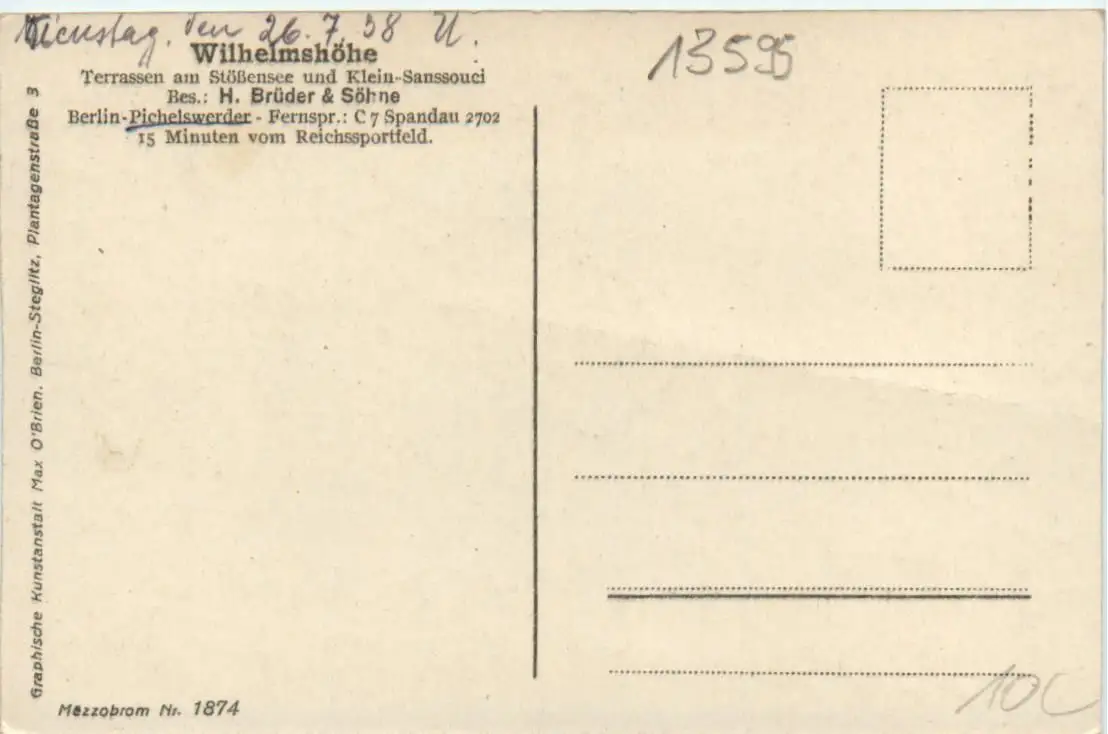 Dienstag, den 26. 7. 38 U.
13595
Wilhelmshöhe
Terrassen am Stößensee und Klein-Sanssouci
Bes.: H. Brüder & Söhne
Berlin-Pichelswerder - Fernspr.: C 7 Spandau 2702
15 Minuten vom Reichssportfeld.
Graphische Kunstanstalt Max O'Brien. Berlin-Steglitz, Plantagenstraße 3
Mezzobrom Nr. 1874